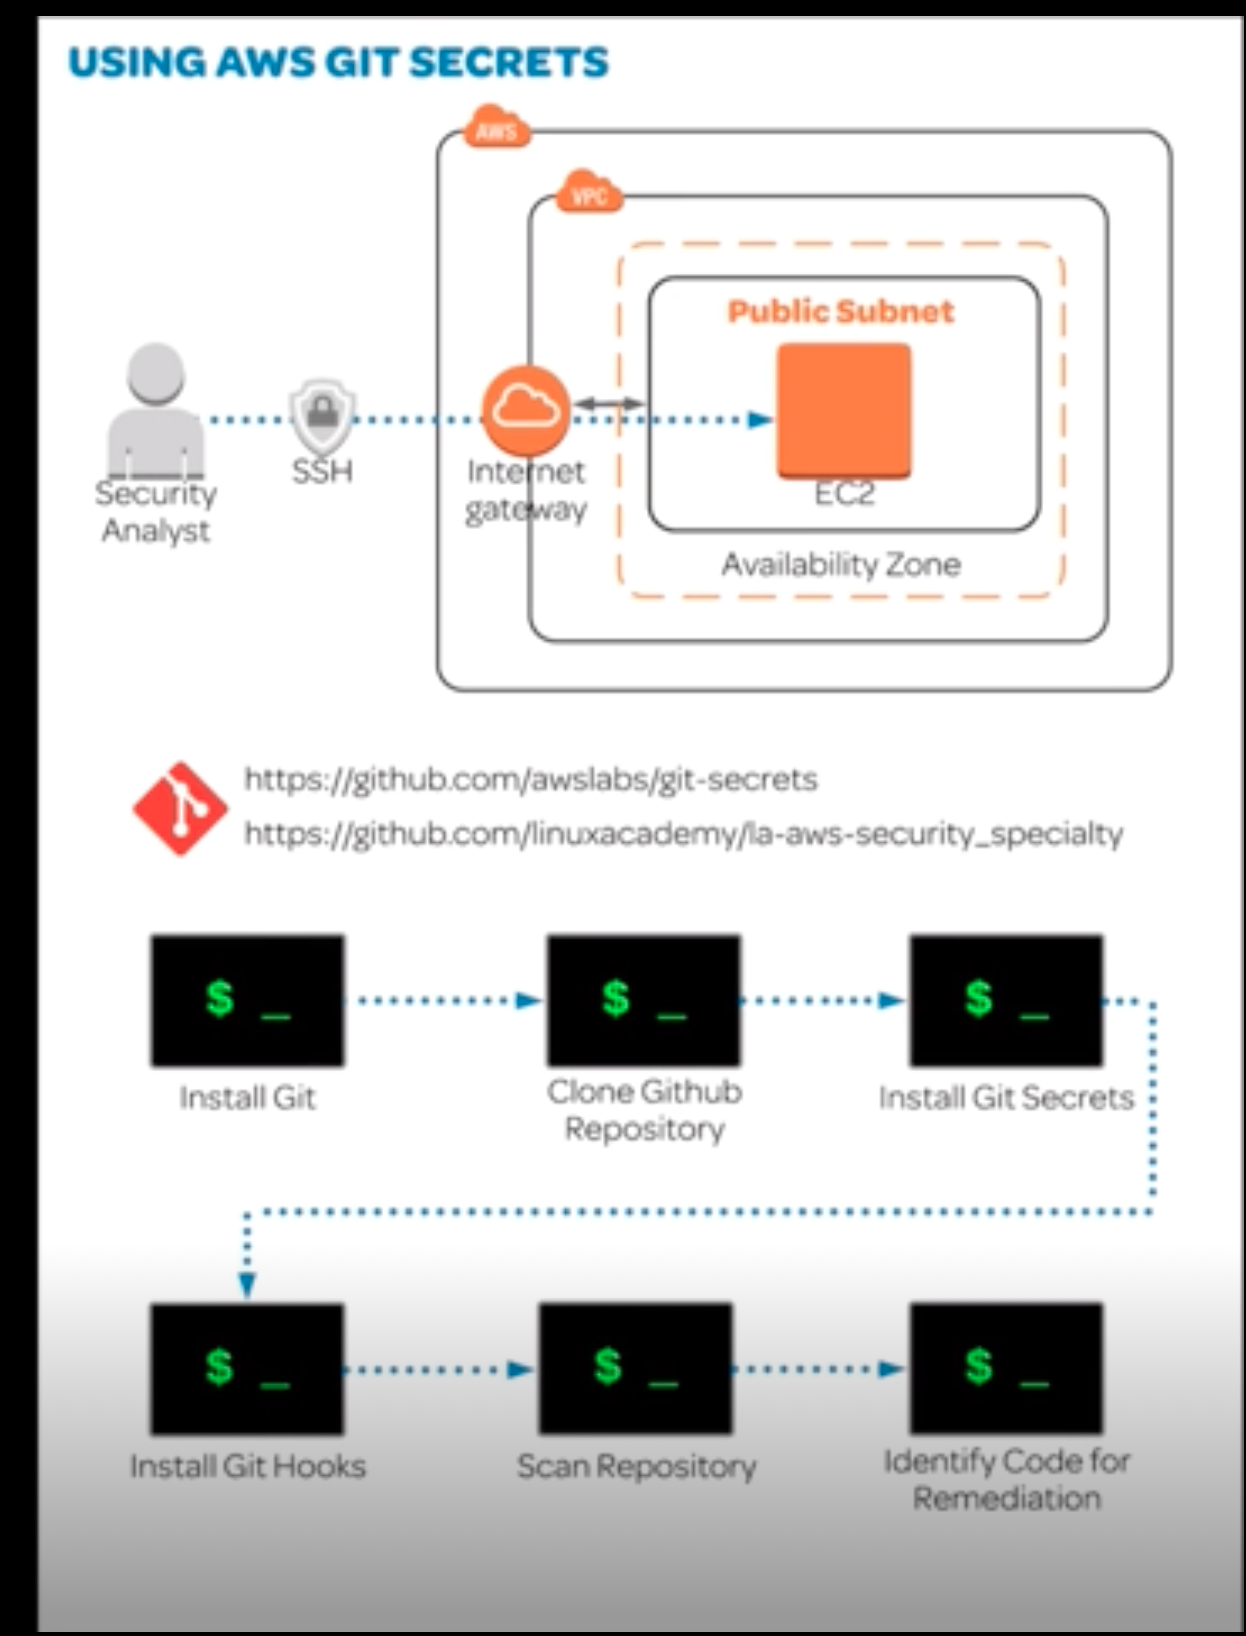 USING AWS GIT SECRETS
AWS
VPC
Public Subnet
SSH
Security
Analyst
Internet
gateway
EC2
Availability Zone
https://github.com/awslabs/git-secrets
https://github.com/linuxacademy/la-aws-security_specialty
$ _
$ _
$ _
Install Git
Clone Github
Repository
Install Git Secrets
$ _
$ _
$ _
Install Git Hooks
Scan Repository
Identify Code for
Remediation